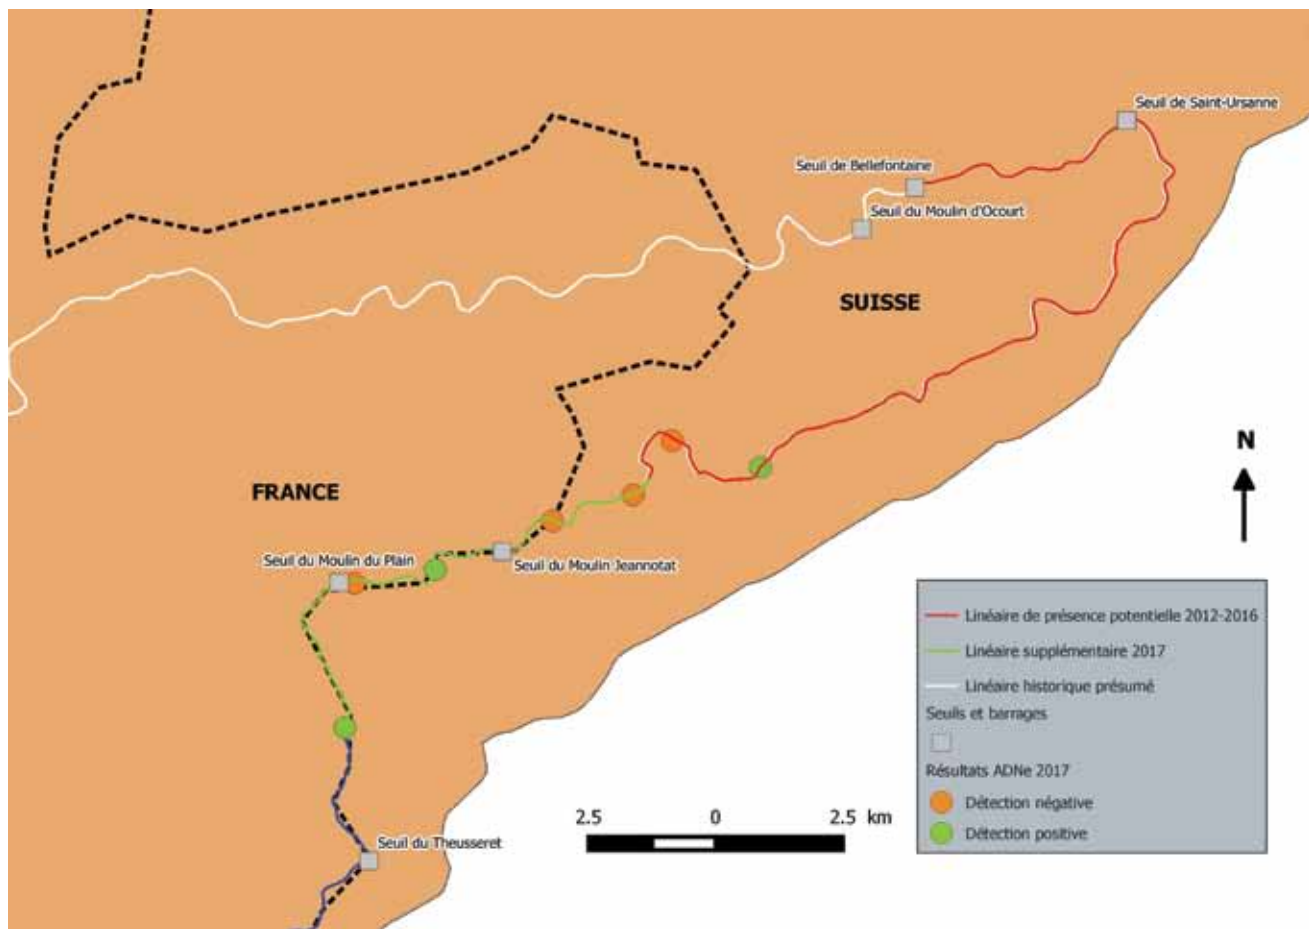 Seuil de Saint-Ursanne
Seuil de Bellefontaine
Seuil du Moulin d'Ocourt
SUISSE
FRANCE
N
Seuil du Moulin du Plain
Seuil du Moulin Jeannotat
Seuil du Theusseret
2.5 0 2.5 km
Linéaire de présence potentielle 2012-2016
Linéaire supplémentaire 2017
Linéaire historique présumé
Seuils et barrages
Résultats ADNe 2017
Détection négative
Détection positive